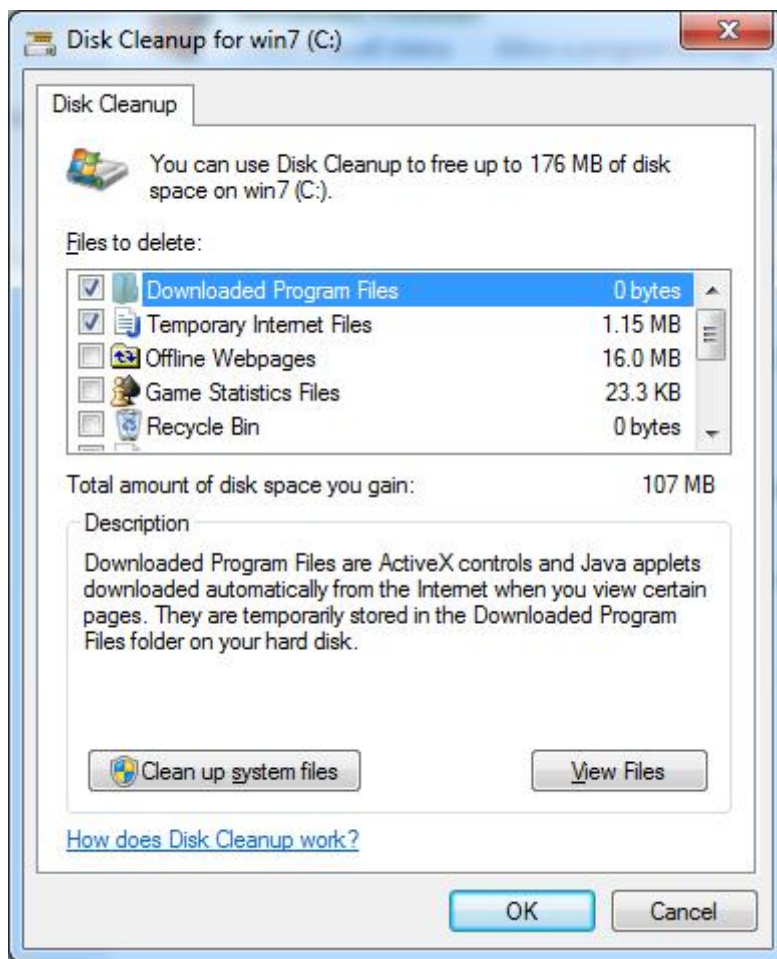 Disk Cleanup for win7 (C:)
Disk Cleanup
You can use Disk Cleanup to free up to 176 MB of disk
space on win7 (C:).
Files to delete:
Downloaded Program Files 0 bytes
Temporary Internet Files 1.15 MB
Offline Webpages 16.0 MB
Game Statistics Files 23.3 KB
Recycle Bin 0 bytes
Total amount of disk space you gain: 107 MB
Description
Downloaded Program Files are ActiveX controls and Java applets
downloaded automatically from the Internet when you view certain
pages. They are temporarily stored in the Downloaded Program
Files folder on your hard disk.
Clean up system files View Files
How does Disk Cleanup work?
OK Cancel